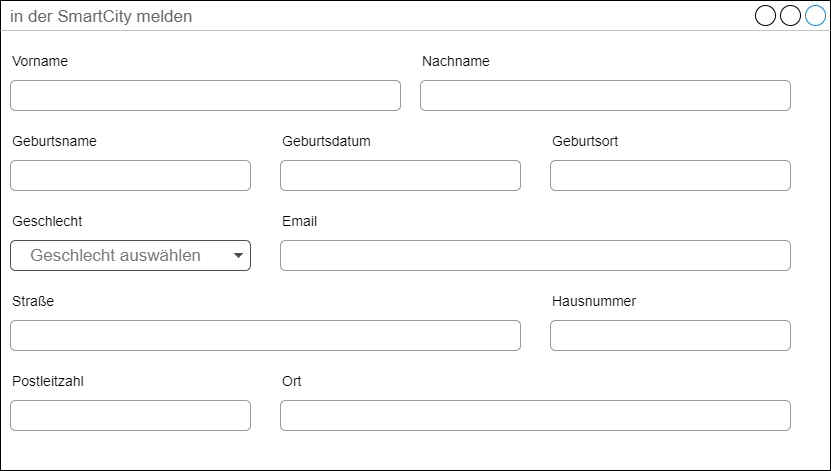 in der SmartCity melden
Vorname Nachname
Geburtsname Geburtsdatum Geburtsort
Geschlecht Email
Geschlecht auswählen
Straße Hausnummer
Postleitzahl Ort